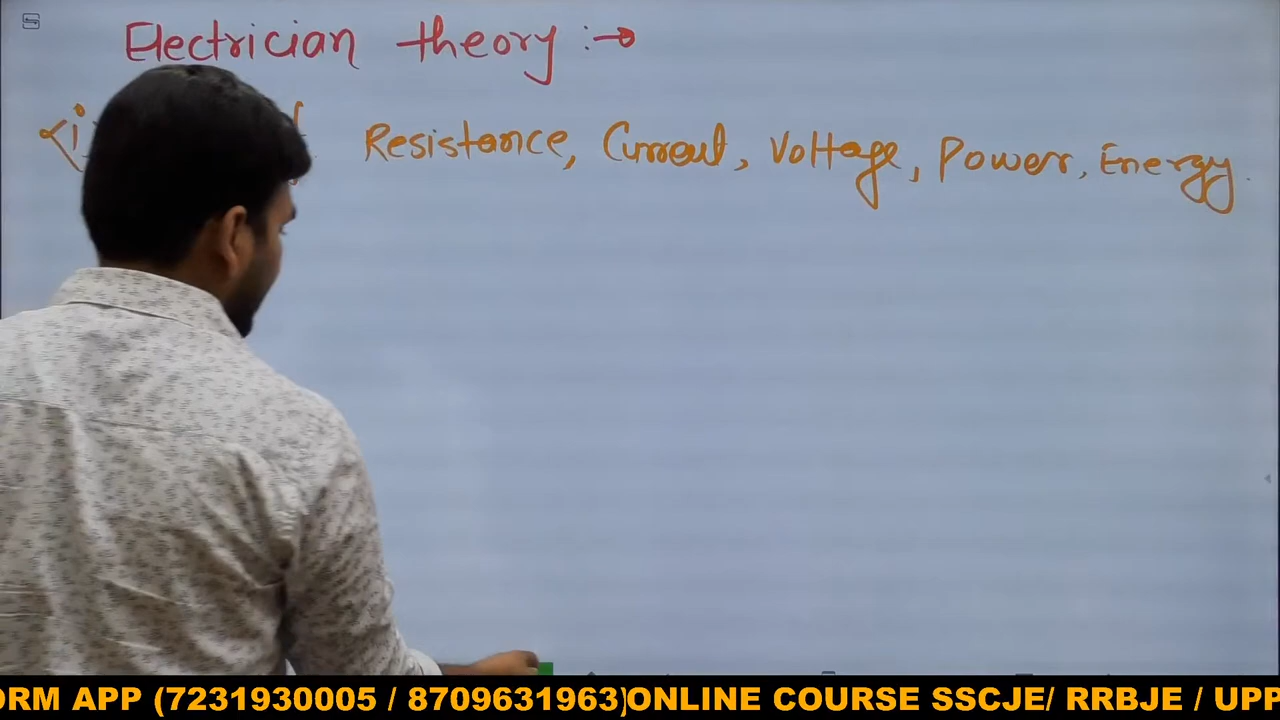 Electrician theory :→
Resistance, Current, Voltage, Power, Energy.
ORM APP (7231930005 / 8709631963) ONLINE COURSE SSCJE/ RRBJE / UPP